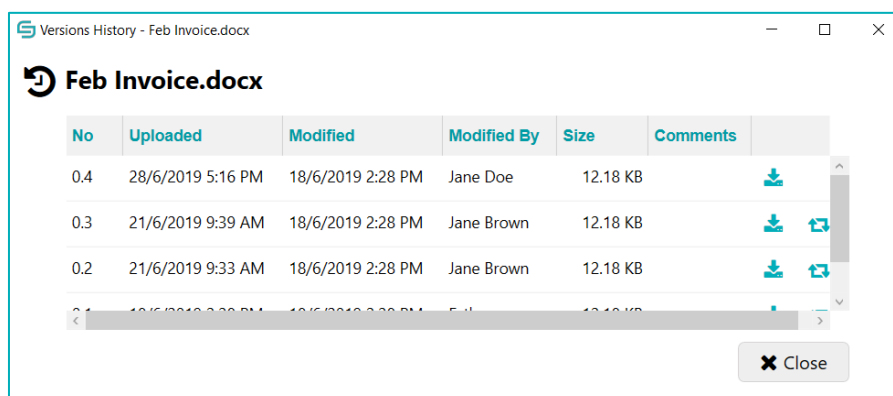 Versions History - Feb Invoice.docx
Feb Invoice.docx
No Uploaded Modified Modified By Size Comments
0.4 28/6/2019 5:16 PM 18/6/2019 2:28 PM Jane Doe 12.18 KB
0.3 21/6/2019 9:39 AM 18/6/2019 2:28 PM Jane Brown 12.18 KB
0.2 21/6/2019 9:33 AM 18/6/2019 2:28 PM Jane Brown 12.18 KB
Close